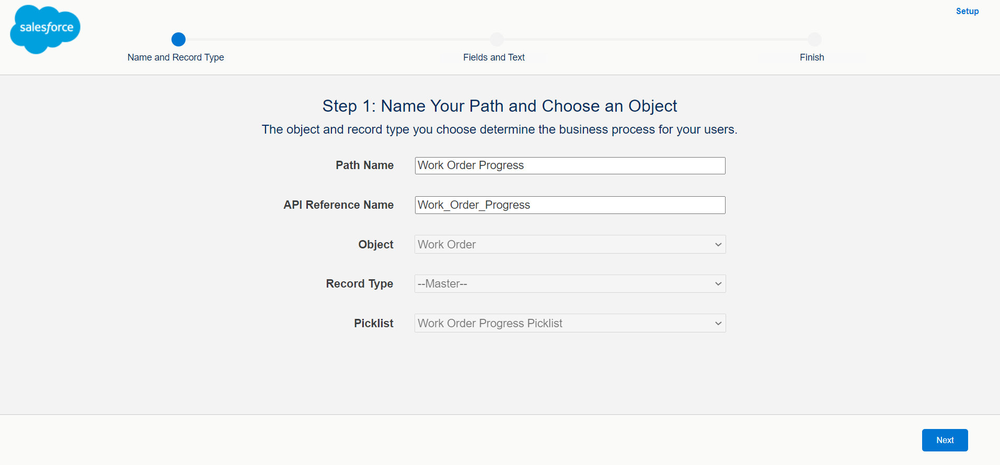 salesforce
Setup
Name and Record Type
Fields and Text
Finish
Step 1: Name Your Path and Choose an Object
The object and record type you choose determine the business process for your users.
Path Name
Work Order Progress
API Reference Name
Work_Order_Progress
Object
Work Order
Record Type
--Master--
Picklist
Work Order Progress Picklist
Next